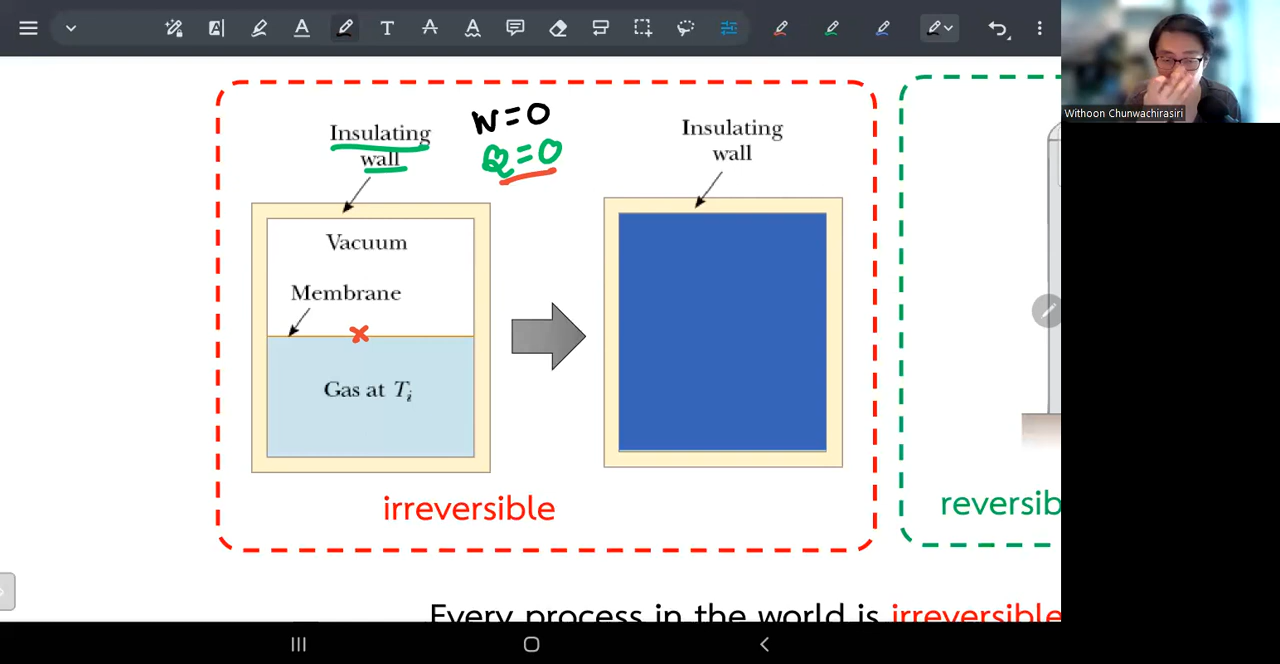 Withoon Chunwachirasiri
W=0
Q=0
Insulating
wall
Insulating
wall
Vacuum
Membrane
Gas at Ti
irreversible
reversib
Every process in the world is irreversible